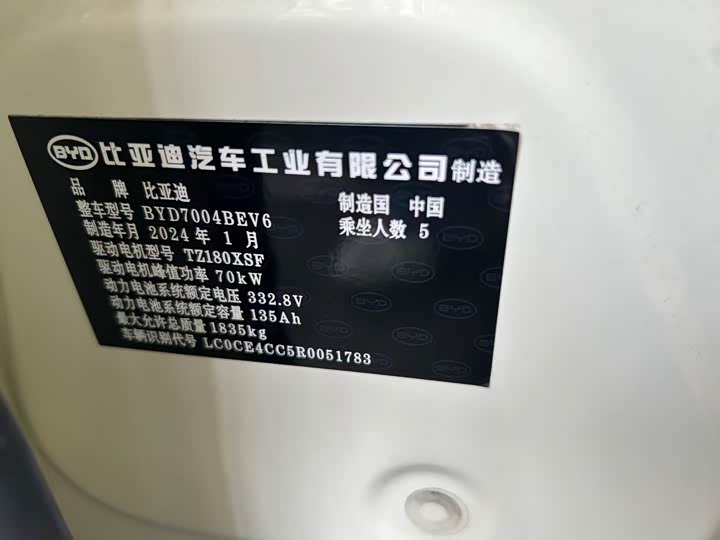 BYD 比亚迪汽车工业有限公司 制造
品 牌 比亚迪 制造国 中国
整车型号 BYD7004BEV6 乘坐人数 5
制造年月 2024 年 1 月
驱动电机型号 TZ180XSF
驱动电机峰值功率 70kW
动力电池系统额定电压 332.8V
动力电池系统额定容量 135Ah
最大允许总质量 1835kg
车辆识别代号 LC0CE4CC5R0051783